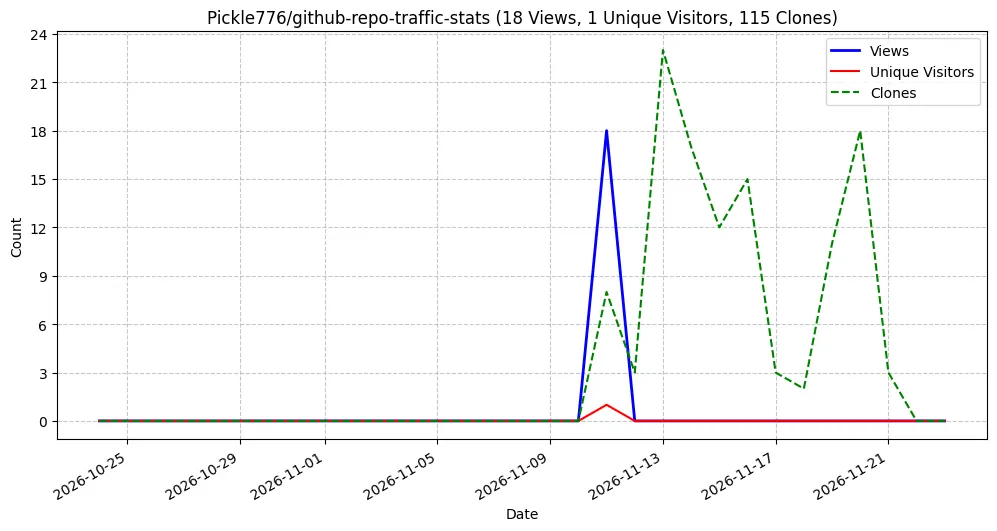 Pickle776/github-repo-traffic-stats (18 Views, 1 Unique Visitors, 115 Clones)
Views
Unique Visitors
Clones
Count
24
21
18
15
12
9
6
3
0
2026-10-25
2026-10-29
2026-11-01
2026-11-05
2026-11-09
2026-11-13
2026-11-17
2026-11-21
Date